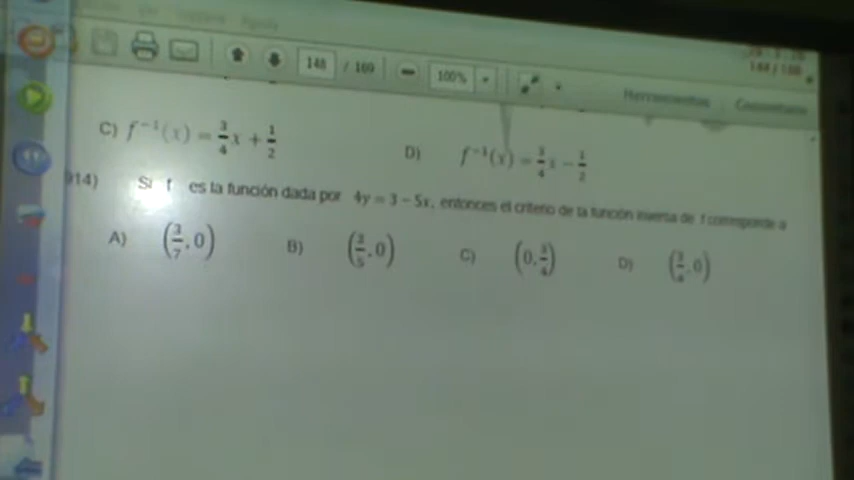 148 / 169
100%
Herramientas Comentario
C) f⁻¹(x) = 3/4 x + 1/2
D) f⁻¹(x) = 3/4 x − 1/2
914) Si f es la función dada por 4y = 3 − 5x, entonces el criterio de la función inversa de f corresponde a
A) (3/7, 0) B) (3/5, 0) C) (0, 3/4) D) (3/4, 0)